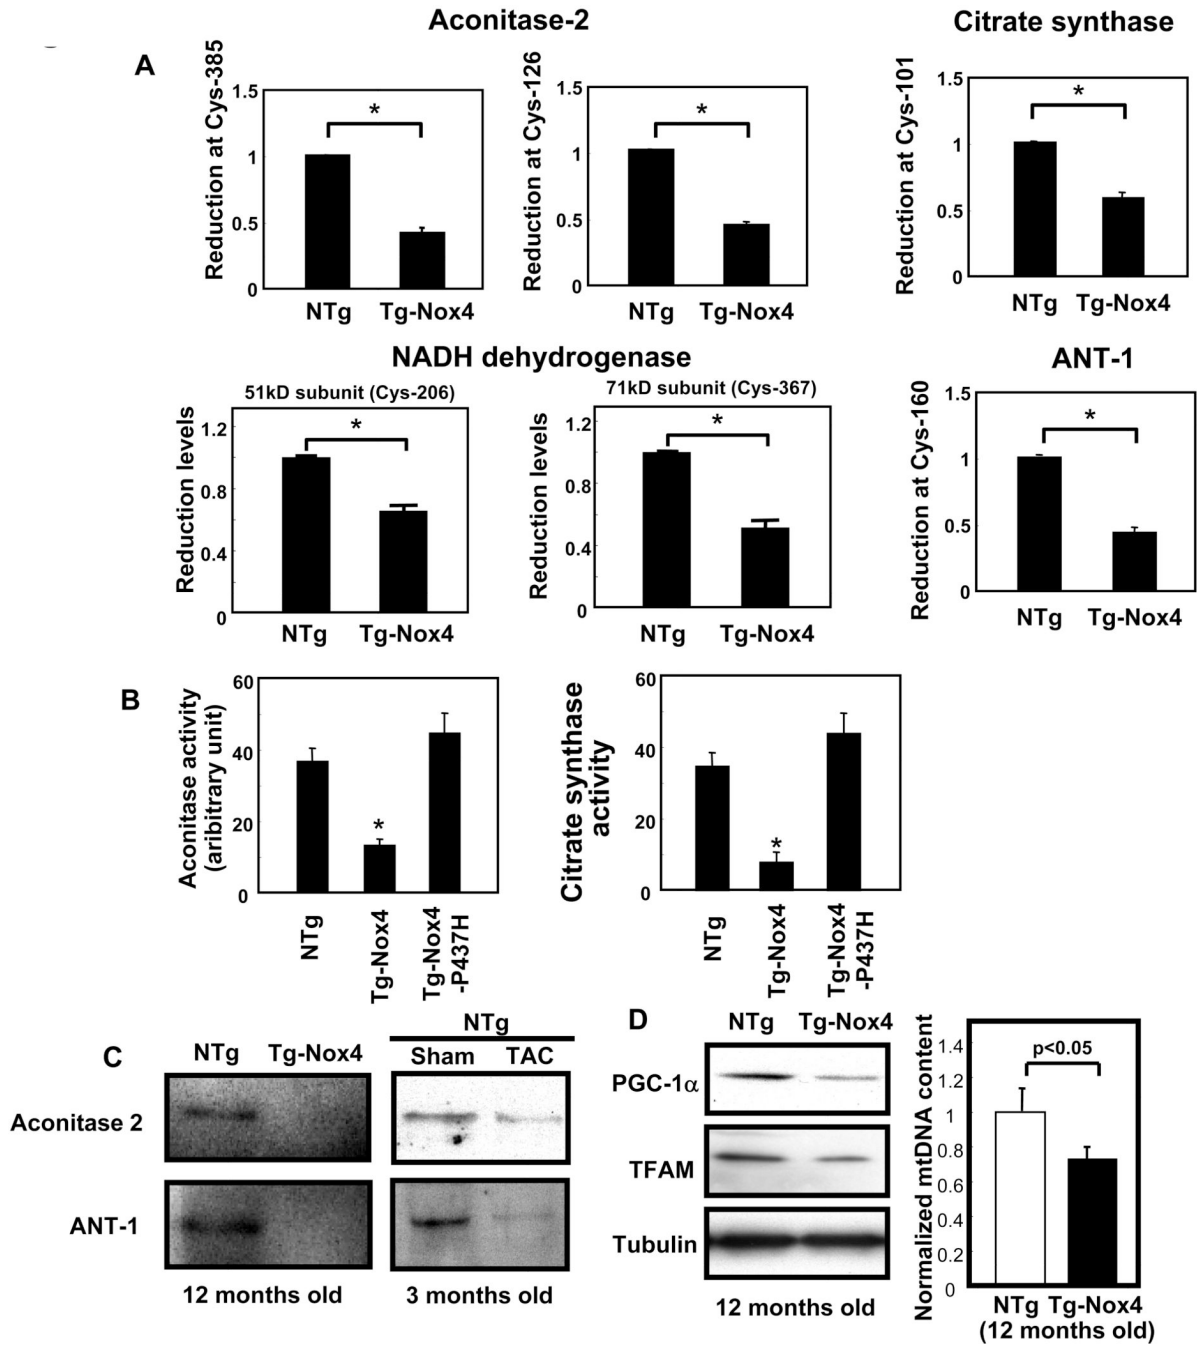 Aconitase-2
Citrate synthase
A
Reduction at Cys-385
1.5
1
0.5
0
*
NTg Tg-Nox4
Reduction at Cys-126
1.5
1
0.5
0
*
NTg Tg-Nox4
Reduction at Cys-101
1.5
1
0.5
0
*
NTg Tg-Nox4
NADH dehydrogenase
51kD subunit (Cys-206)
Reduction levels
1.2
0.8
0.4
0
*
NTg Tg-Nox4
71kD subunit (Cys-367)
Reduction levels
1.2
0.8
0.4
0
*
NTg Tg-Nox4
ANT-1
Reduction at Cys-160
1.5
1
0.5
0
*
NTg Tg-Nox4
B
Aconitase activity
(aribitrary unit)
60
40
20
0
*
NTg
Tg-Nox4
Tg-Nox4
-P437H
Citrate synthase
activity
60
40
20
0
*
NTg
Tg-Nox4
Tg-Nox4
-P437H
C
NTg Tg-Nox4
NTg
Sham TAC
Aconitase 2
ANT-1
12 months old
3 months old
D
NTg Tg-Nox4
PGC-1α
TFAM
Tubulin
12 months old
Normalized mtDNA content
1.4
1.2
1
0.8
0.6
0.4
0.2
0
p<0.05
NTg Tg-Nox4
(12 months old)